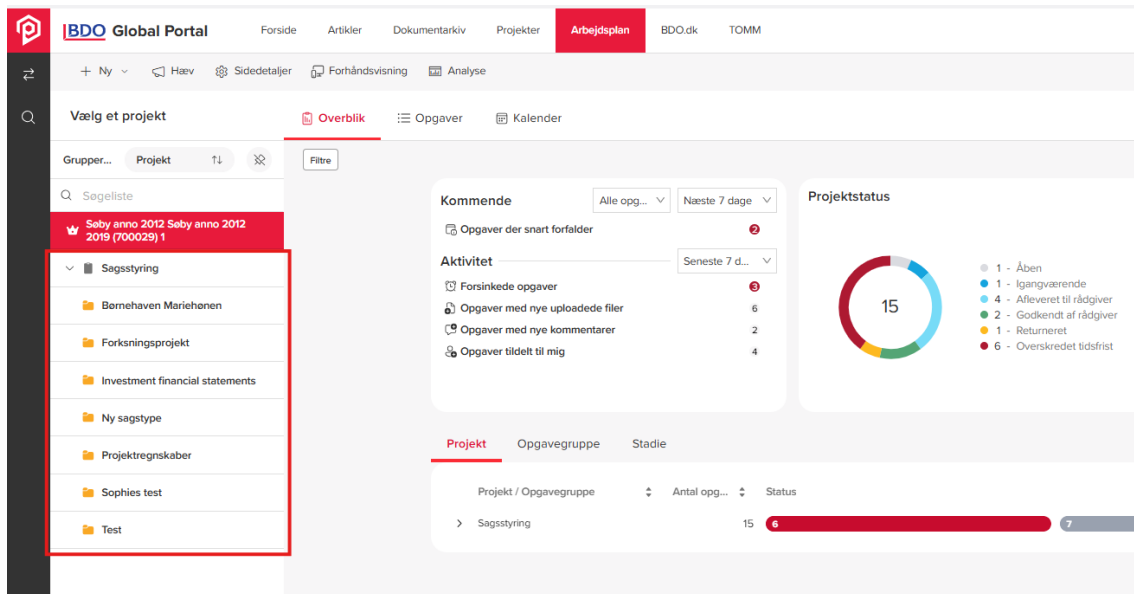 BDO Global Portal
Forside Artikler Dokumentarkiv Projekter Arbejdsplan BDO.dk TOMM
+ Ny Hæv Sidedetaljer Forhåndsvisning Analyse
Vælg et projekt
Overblik Opgaver Kalender
Grupper... Projekt
Filtre
Søgeliste
Søby anno 2012 Søby anno 2012
2019 (700029) 1
Sagsstyring
Børnehaven Mariehønen
Forksningsprojekt
Investment financial statements
Ny sagstype
Projektregnskaber
Sophies test
Test
Kommende Alle opg... Næste 7 dage
Opgaver der snart forfalder 2
Aktivitet Seneste 7 d...
Forsinkede opgaver 3
Opgaver med nye uploadede filer 6
Opgaver med nye kommentarer 2
Opgaver tildelt til mig 4
Projektstatus
15
1 - Åben
1 - Igangværende
4 - Afleveret til rådgiver
2 - Godkendt af rådgiver
1 - Returneret
6 - Overskredet tidsfrist
Projekt Opgavegruppe Stadie
Projekt / Opgavegruppe Antal opg... Status
Sagsstyring 15 6 7